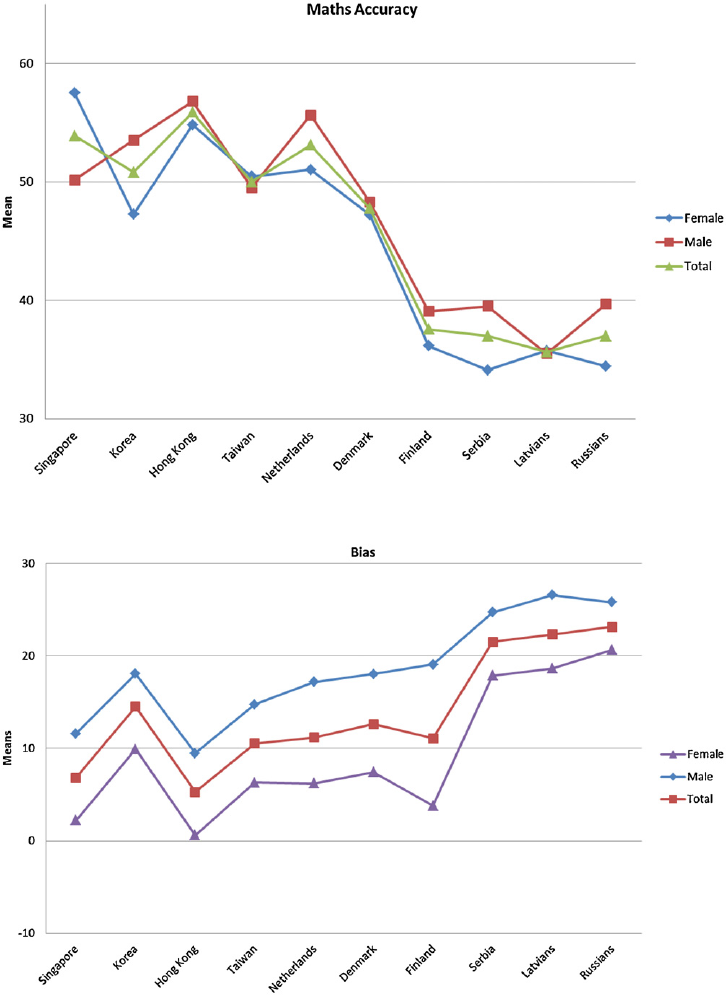 Maths Accuracy
60
50
40
30
Mean
Singapore
Korea
Hong Kong
Taiwan
Netherlands
Denmark
Finland
Serbia
Latvians
Russians
Female
Male
Total
Bias
30
20
10
0
-10
Means
Singapore
Korea
Hong Kong
Taiwan
Netherlands
Denmark
Finland
Serbia
Latvians
Russians
Female
Male
Total